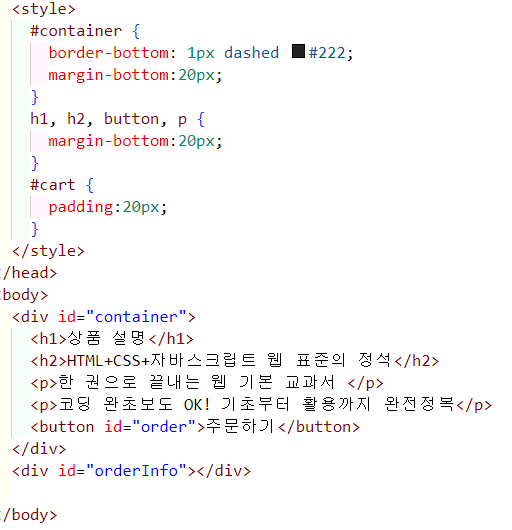 <style>
#container {
border-bottom: 1px dashed #222;
margin-bottom:20px;
}
h1, h2, button, p {
margin-bottom:20px;
}
#cart {
padding:20px;
}
</style>
</head>
<body>
<div id="container">
<h1>상품 설명</h1>
<h2>HTML+CSS+자바스크립트 웹 표준의 정석</h2>
<p>한 권으로 끝내는 웹 기본 교과서 </p>
<p>코딩 완초보도 OK! 기초부터 활용까지 완전정복</p>
<button id="order">주문하기</button>
</div>
<div id="orderInfo"></div>
</body>